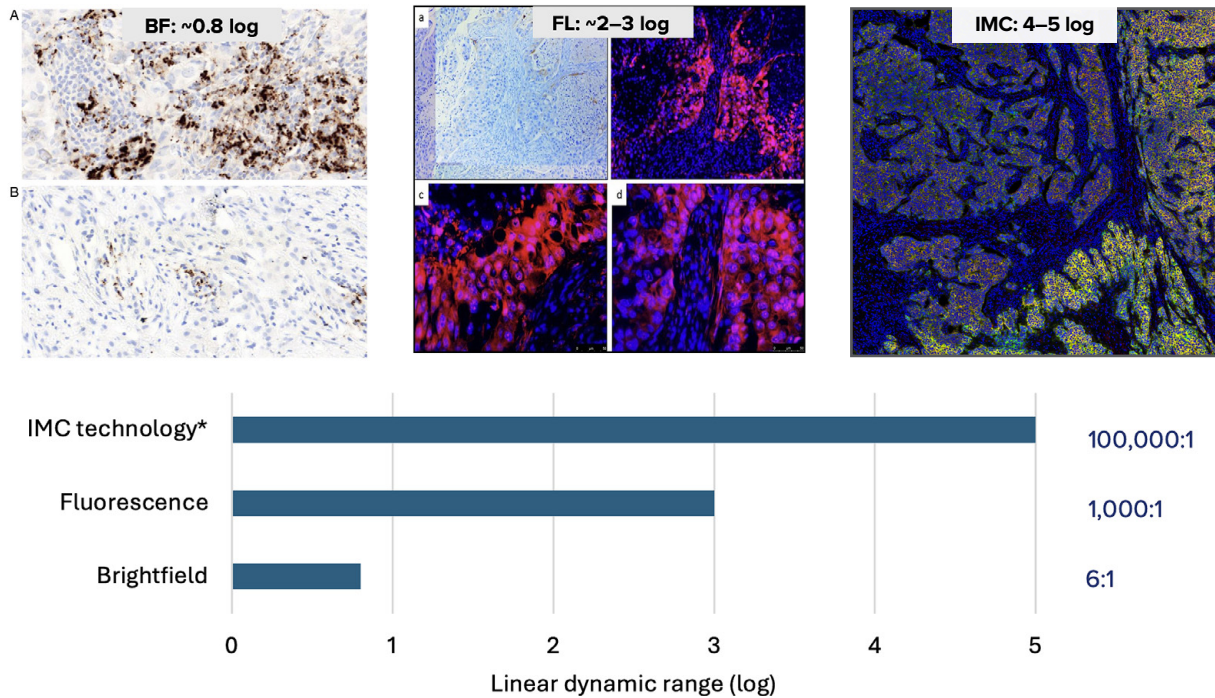 A
BF: ~0.8 log
B
a
FL: ~2–3 log
c
d
IMC: 4–5 log
IMC technology*
100,000:1
Fluorescence
1,000:1
Brightfield
6:1
0 1 2 3 4 5
Linear dynamic range (log)